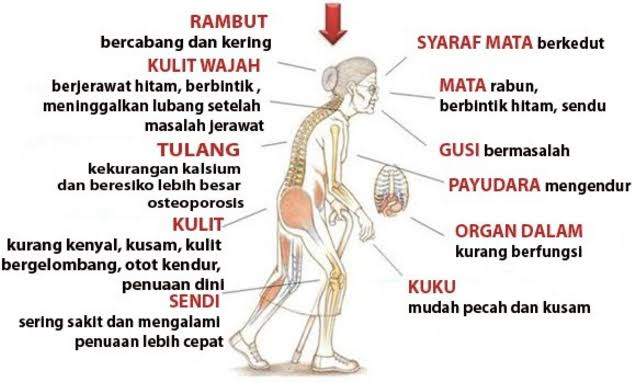 RAMBUT
bercabang dan kering
KULIT WAJAH
berjerawat hitam, berbintik ,
meninggalkan lubang setelah
masalah jerawat
TULANG
kekurangan kalsium
dan beresiko lebih besar
osteoporosis
KULIT
kurang kenyal, kusam, kulit
bergelombang, otot kendur,
penuaan dini
SENDI
sering sakit dan mengalami
penuaan lebih cepat
SYARAF MATA berkedut
MATA rabun,
berbintik hitam, sendu
GUSI bermasalah
PAYUDARA mengendur
ORGAN DALAM
kurang berfungsi
KUKU
mudah pecah dan kusam